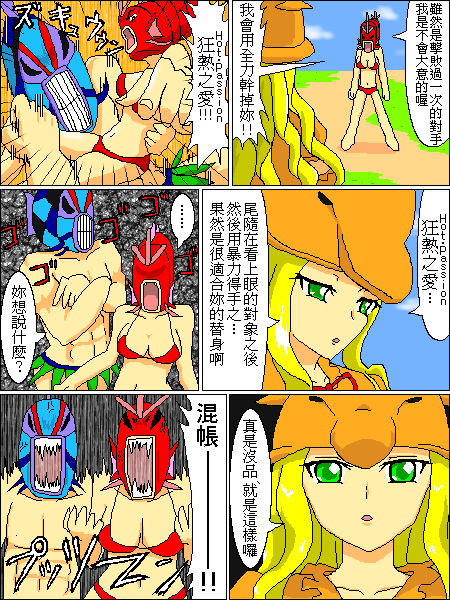 雖然是擊敗過一次的對手
我是不會大意的喔
我會用全力幹掉妳!!
Hot·Passion
狂熱之愛!!!
ズギュウゥン
Hot·Passion
狂熱之愛…
尾隨在看上眼的對象之後
然後用暴力得手之…
果然是很適合妳的替身啊
……
妳想說什麼？
ゴゴゴゴ
真是沒品、就是這樣囉
混帳──!!
プッツゥン